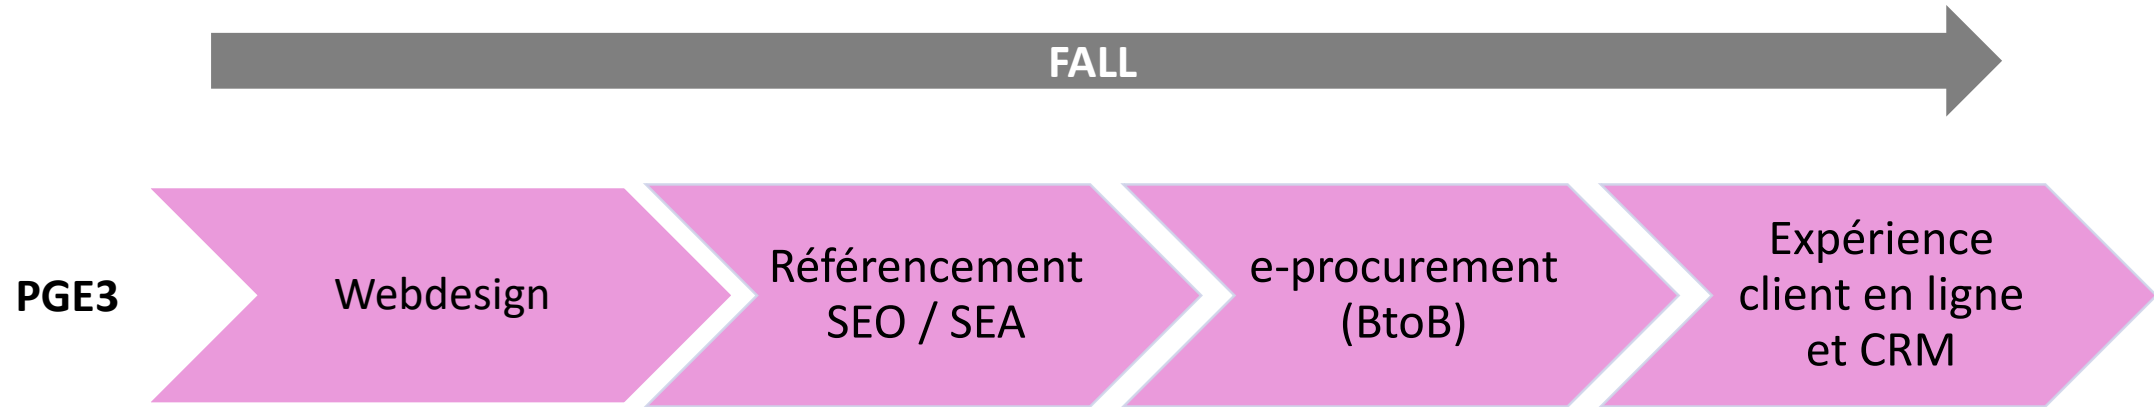 FALL
PGE3
Webdesign
Référencement
SEO / SEA
e-procurement
(BtoB)
Expérience
client en ligne
et CRM